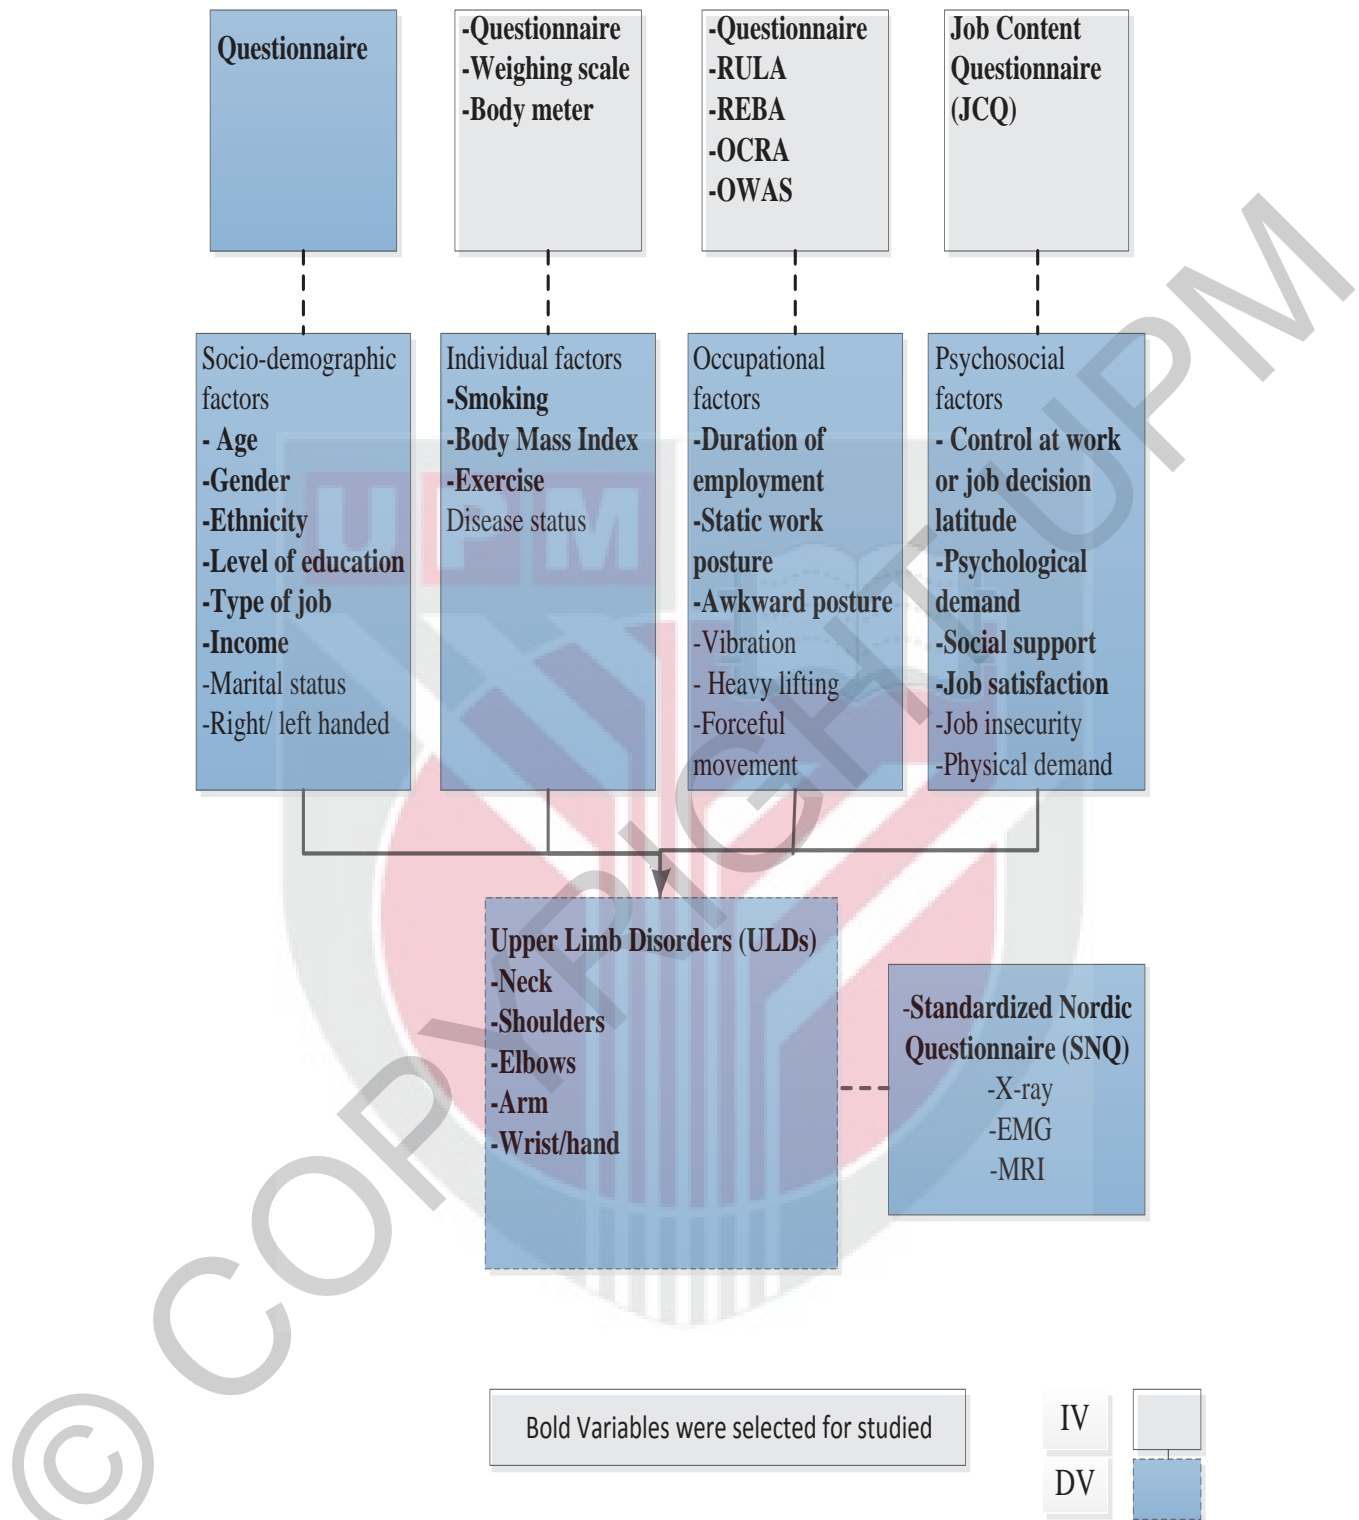 Questionnaire
-Questionnaire
-Weighing scale
-Body meter
-Questionnaire
-RULA
-REBA
-OCRA
-OWAS
Job Content
Questionnaire
(JCQ)
Socio-demographic
factors
- Age
-Gender
-Ethnicity
-Level of education
-Type of job
-Income
-Marital status
-Right/ left handed
Individual factors
-Smoking
-Body Mass Index
-Exercise
Disease status
Occupational
factors
-Duration of
employment
-Static work
posture
-Awkward posture
-Vibration
- Heavy lifting
-Forceful
movement
Psychosocial
factors
- Control at work
or job decision
latitude
-Psychological
demand
-Social support
-Job satisfaction
-Job insecurity
-Physical demand
Upper Limb Disorders (ULDs)
-Neck
-Shoulders
-Elbows
-Arm
-Wrist/hand
-Standardized Nordic
Questionnaire (SNQ)
-X-ray
-EMG
-MRI
Bold Variables were selected for studied
IV
DV
UPM
© COPYRIGHT UPM